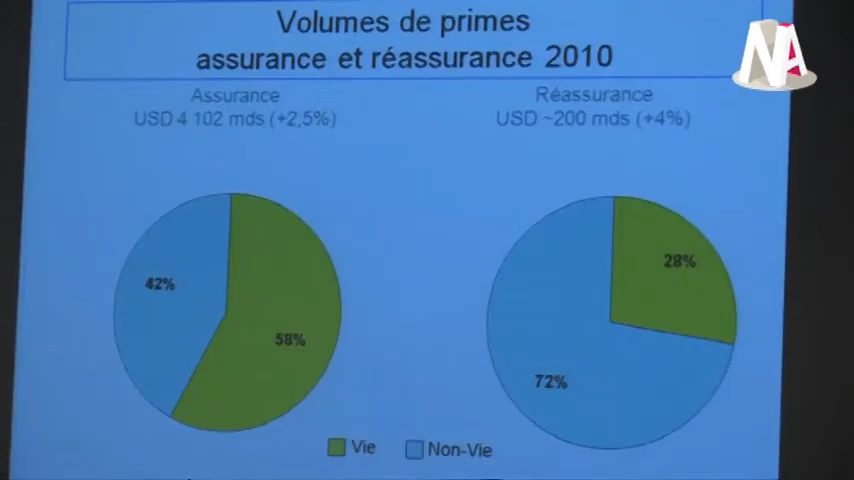 Volumes de primes
assurance et réassurance 2010
NA
Assurance
USD 4 102 mds (+2,5%)
Réassurance
USD ~200 mds (+4%)
42%
58%
28%
72%
Vie
Non-Vie